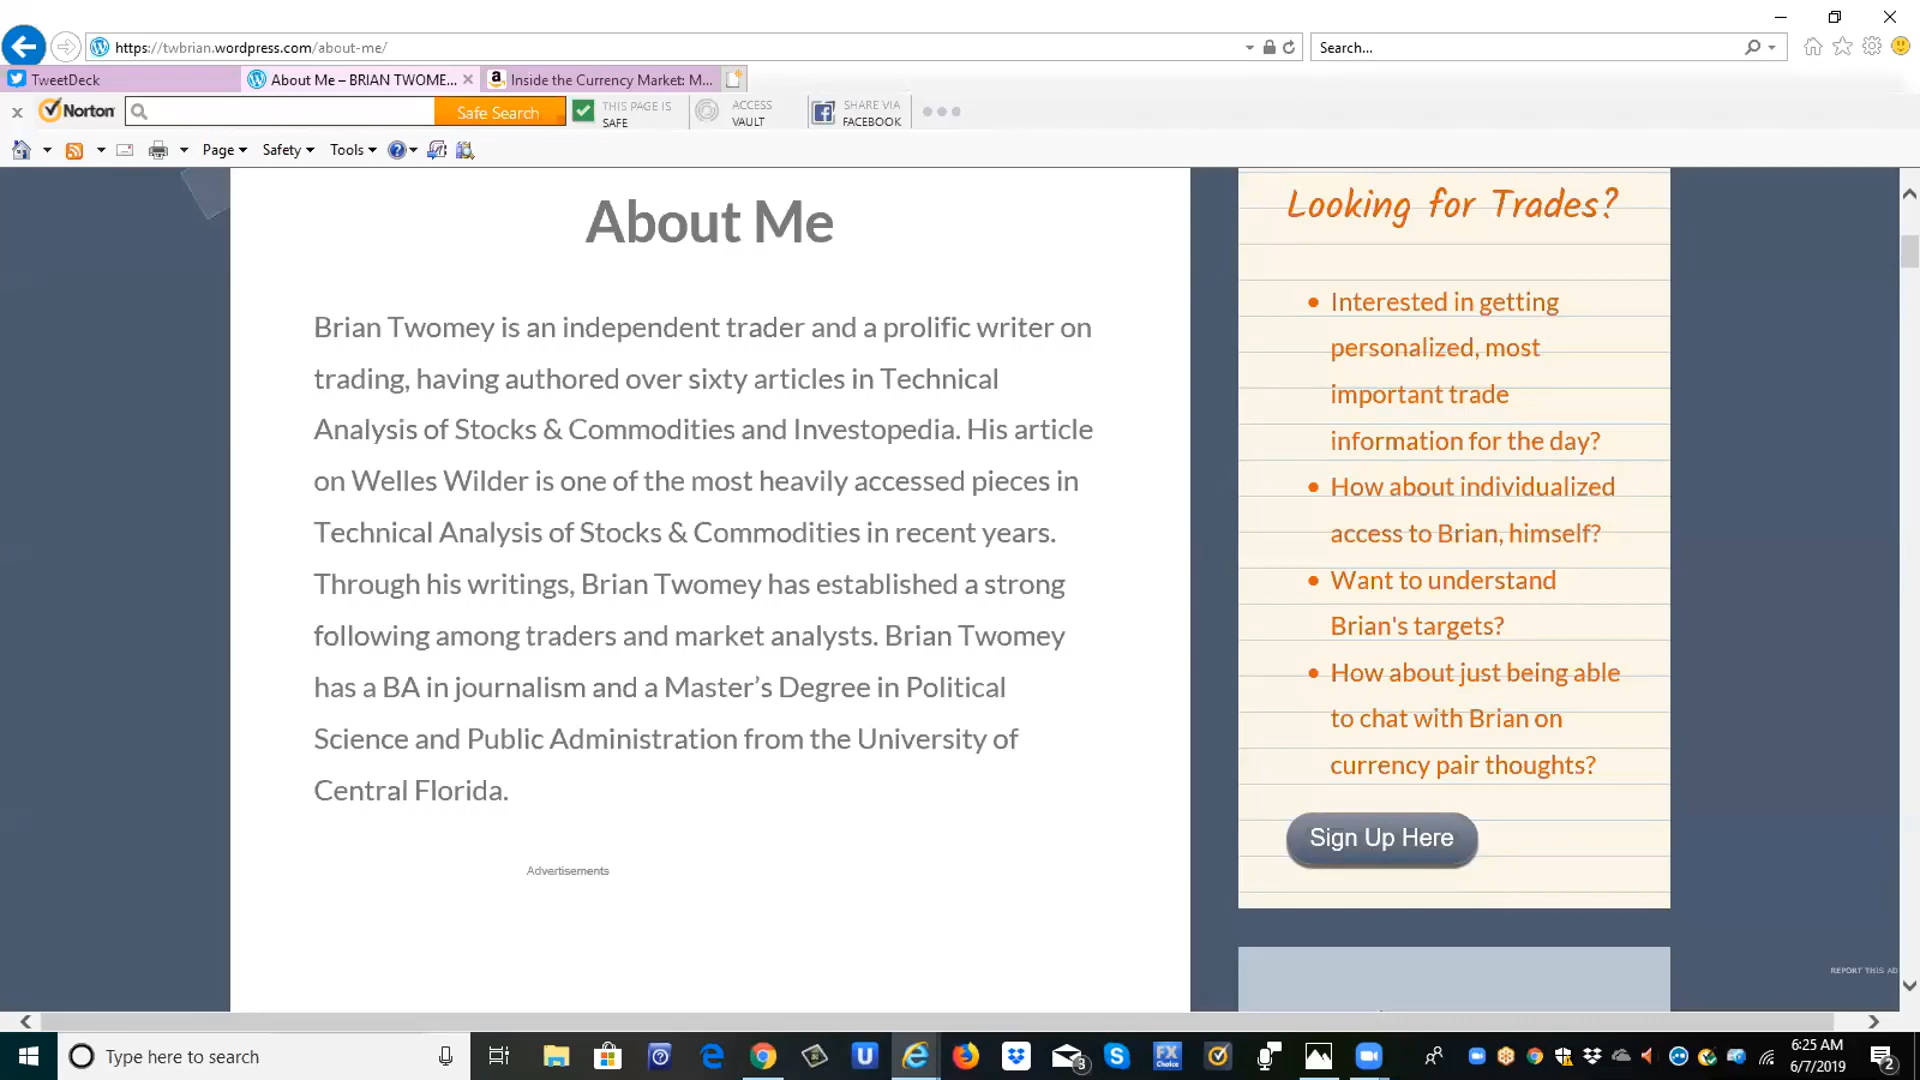 https://twbrian.wordpress.com/about-me/
Search...
TweetDeck
About Me – BRIAN TWOME...
Inside the Currency Market: M...
Norton
Safe Search
THIS PAGE IS
SAFE
ACCESS
VAULT
SHARE VIA
FACEBOOK
Page
Safety
Tools
About Me
Brian Twomey is an independent trader and a prolific writer on
trading, having authored over sixty articles in Technical
Analysis of Stocks & Commodities and Investopedia. His article
on Welles Wilder is one of the most heavily accessed pieces in
Technical Analysis of Stocks & Commodities in recent years.
Through his writings, Brian Twomey has established a strong
following among traders and market analysts. Brian Twomey
has a BA in journalism and a Master’s Degree in Political
Science and Public Administration from the University of
Central Florida.
Advertisements
Looking for Trades?
• Interested in getting
personalized, most
important trade
information for the day?
• How about individualized
access to Brian, himself?
• Want to understand
Brian's targets?
• How about just being able
to chat with Brian on
currency pair thoughts?
Sign Up Here
REPORT THIS AD
Type here to search
3
FX
Choice
6:25 AM
6/7/2019
2